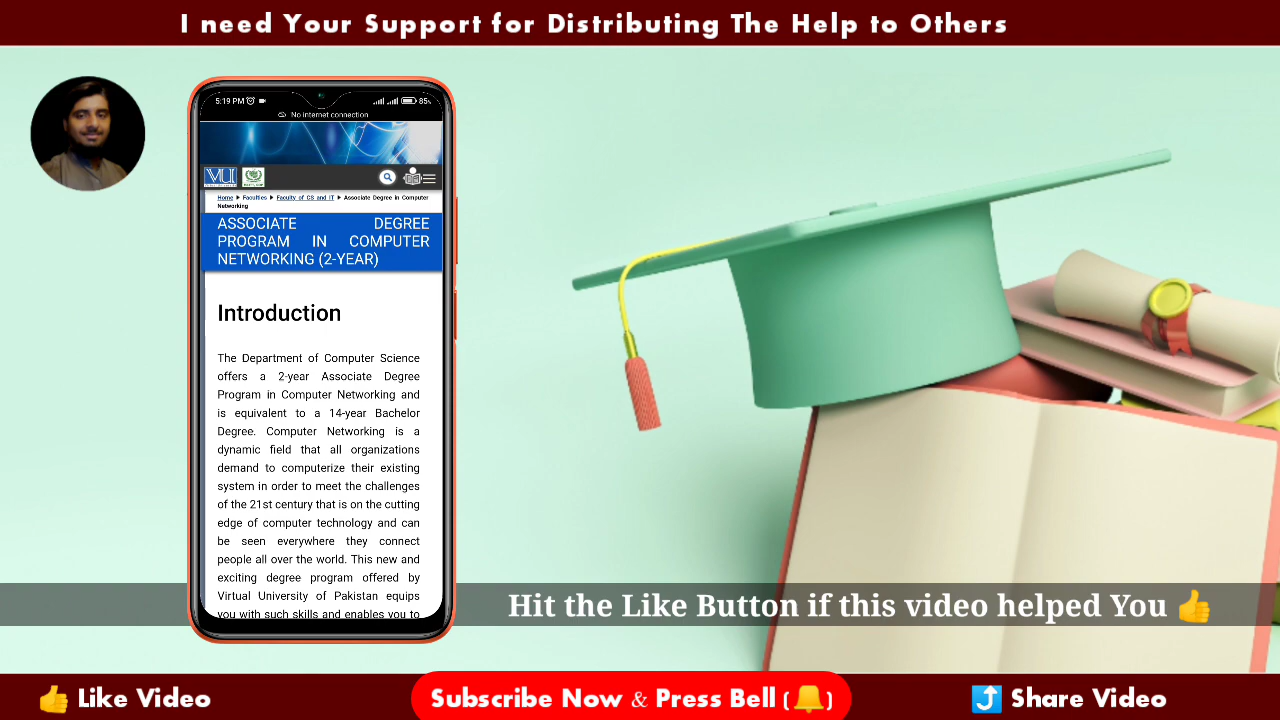 I need Your Support for Distributing The Help to Others
5:19 PM 85%
No internet connection
VU
Home Faculties Faculty of CS and IT Associate Degree in Computer
Networking
ASSOCIATE DEGREE
PROGRAM IN COMPUTER
NETWORKING (2-YEAR)
Introduction
The Department of Computer Science
offers a 2-year Associate Degree
Program in Computer Networking and
is equivalent to a 14-year Bachelor
Degree. Computer Networking is a
dynamic field that all organizations
demand to computerize their existing
system in order to meet the challenges
of the 21st century that is on the cutting
edge of computer technology and can
be seen everywhere they connect
people all over the world. This new and
exciting degree program offered by
Virtual University of Pakistan equips
you with such skills and enables you to
Hit the Like Button if this video helped You 👍
👍 Like Video
Subscribe Now & Press Bell (🔔)
⤴️ Share Video